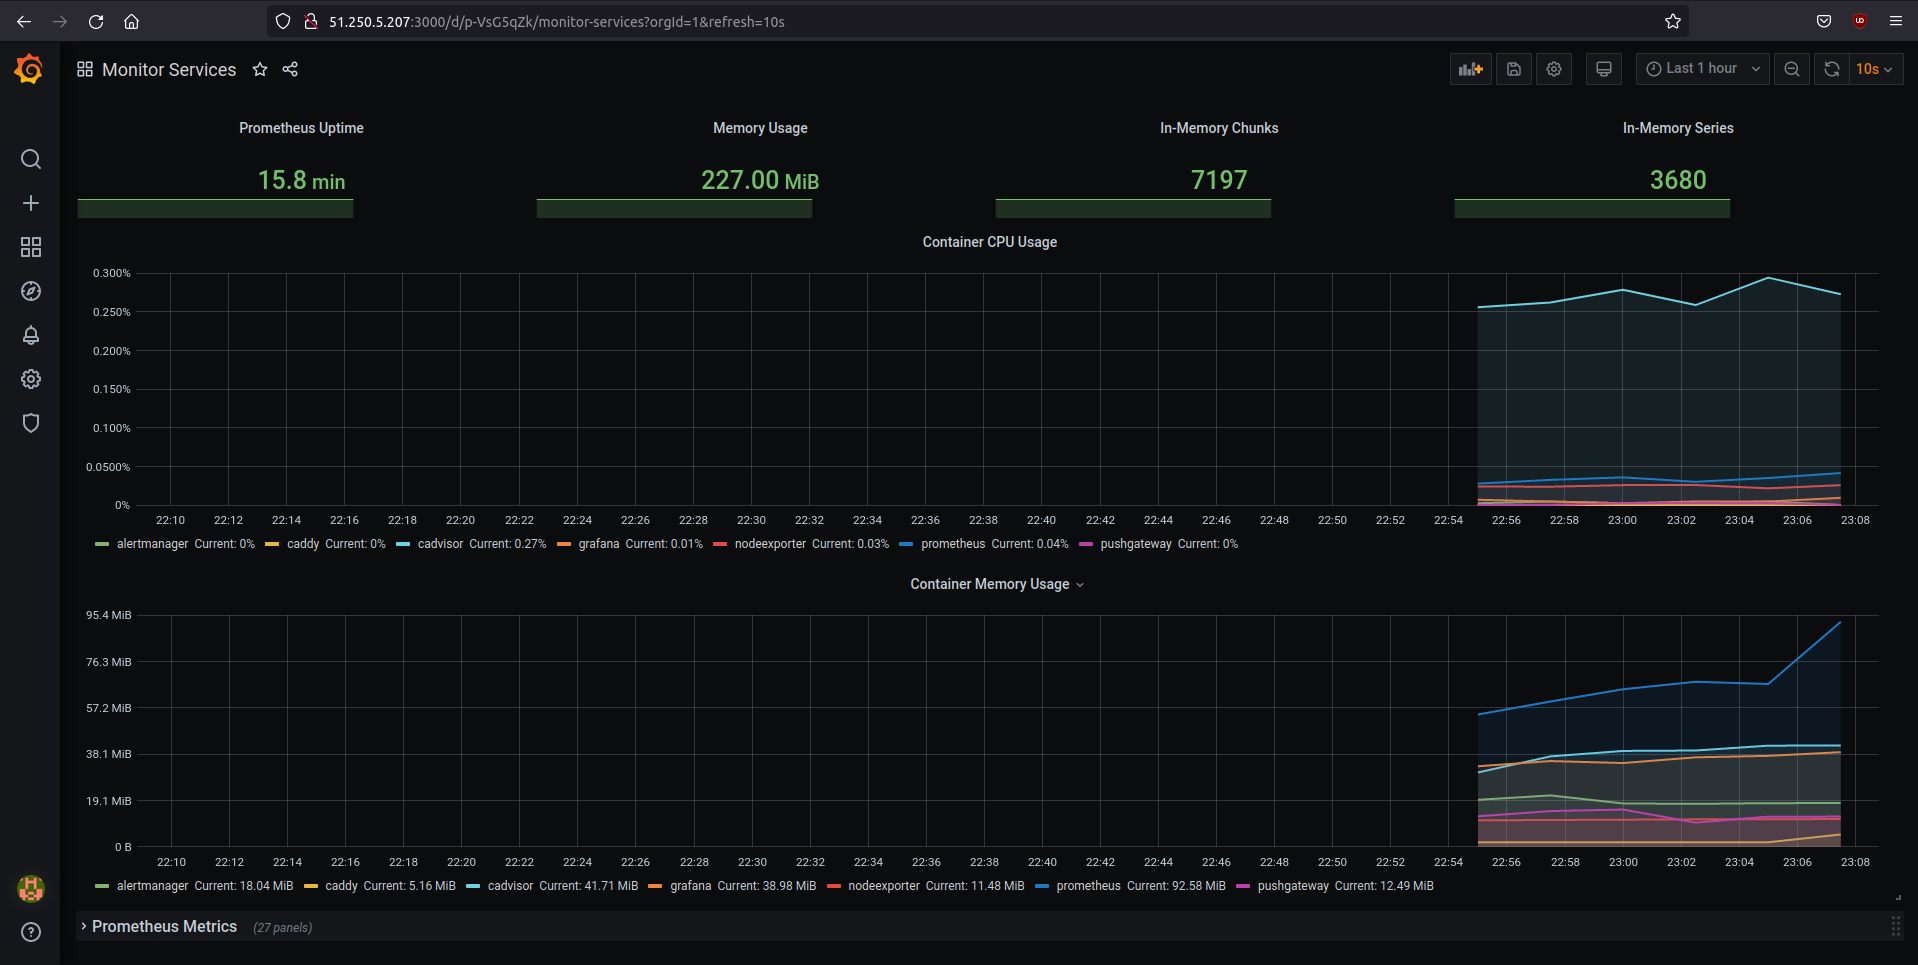 51.250.5.207:3000/d/p-VsG5qZk/monitor-services?orgId=1&refresh=10s
Monitor Services
Last 1 hour
10s
Prometheus Uptime Memory Usage In-Memory Chunks In-Memory Series
15.8 min 227.00 MiB 7197 3680
Container CPU Usage
0.300%
0.250%
0.200%
0.150%
0.100%
0.0500%
0%
22:10 22:12 22:14 22:16 22:18 22:20 22:22 22:24 22:26 22:28 22:30 22:32 22:34 22:36 22:38 22:40 22:42 22:44 22:46 22:48 22:50 22:52 22:54 22:56 22:58 23:00 23:02 23:04 23:06 23:08
alertmanager Current: 0% caddy Current: 0% cadvisor Current: 0.27% grafana Current: 0.01% nodeexporter Current: 0.03% prometheus Current: 0.04% pushgateway Current: 0%
Container Memory Usage
95.4 MiB
76.3 MiB
57.2 MiB
38.1 MiB
19.1 MiB
0 B
22:10 22:12 22:14 22:16 22:18 22:20 22:22 22:24 22:26 22:28 22:30 22:32 22:34 22:36 22:38 22:40 22:42 22:44 22:46 22:48 22:50 22:52 22:54 22:56 22:58 23:00 23:02 23:04 23:06 23:08
alertmanager Current: 18.04 MiB caddy Current: 5.16 MiB cadvisor Current: 41.71 MiB grafana Current: 38.98 MiB nodeexporter Current: 11.48 MiB prometheus Current: 92.58 MiB pushgateway Current: 12.49 MiB
Prometheus Metrics (27 panels)